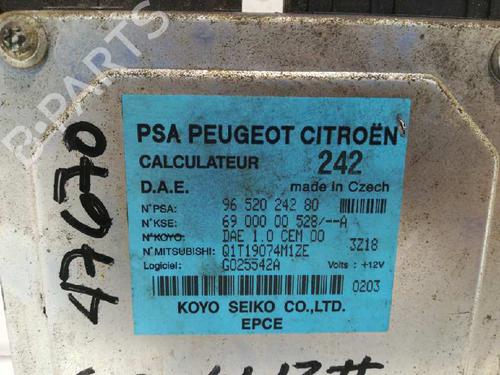 B-PARTS
PSA PEUGEOT CITROËN
CALCULATEUR 242
D.A.E. made in Czech
N°PSA: 96 520 242 80
N°KSE: 69 000 00 528/--A
N°KOYO: DAE 1.0 CEM 00 3Z18
N°MITSUBISHI: Q1T19074M1ZE
Logiciel: G025542A Volts : +12V
0203
KOYO SEIKO CO.,LTD.
EPCE
47670